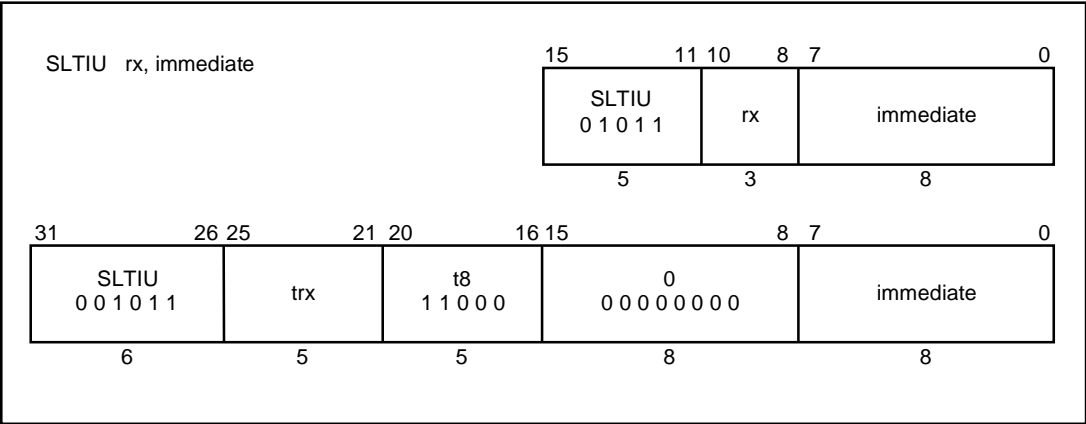 SLTIU rx, immediate
15 11 10 8 7 0
SLTIU rx immediate
0 1 0 1 1
5 3 8
31 26 25 21 20 16 15 8 7 0
SLTIU trx t8 0 immediate
0 0 1 0 1 1 1 1 0 0 0 0 0 0 0 0 0 0 0
6 5 5 8 8